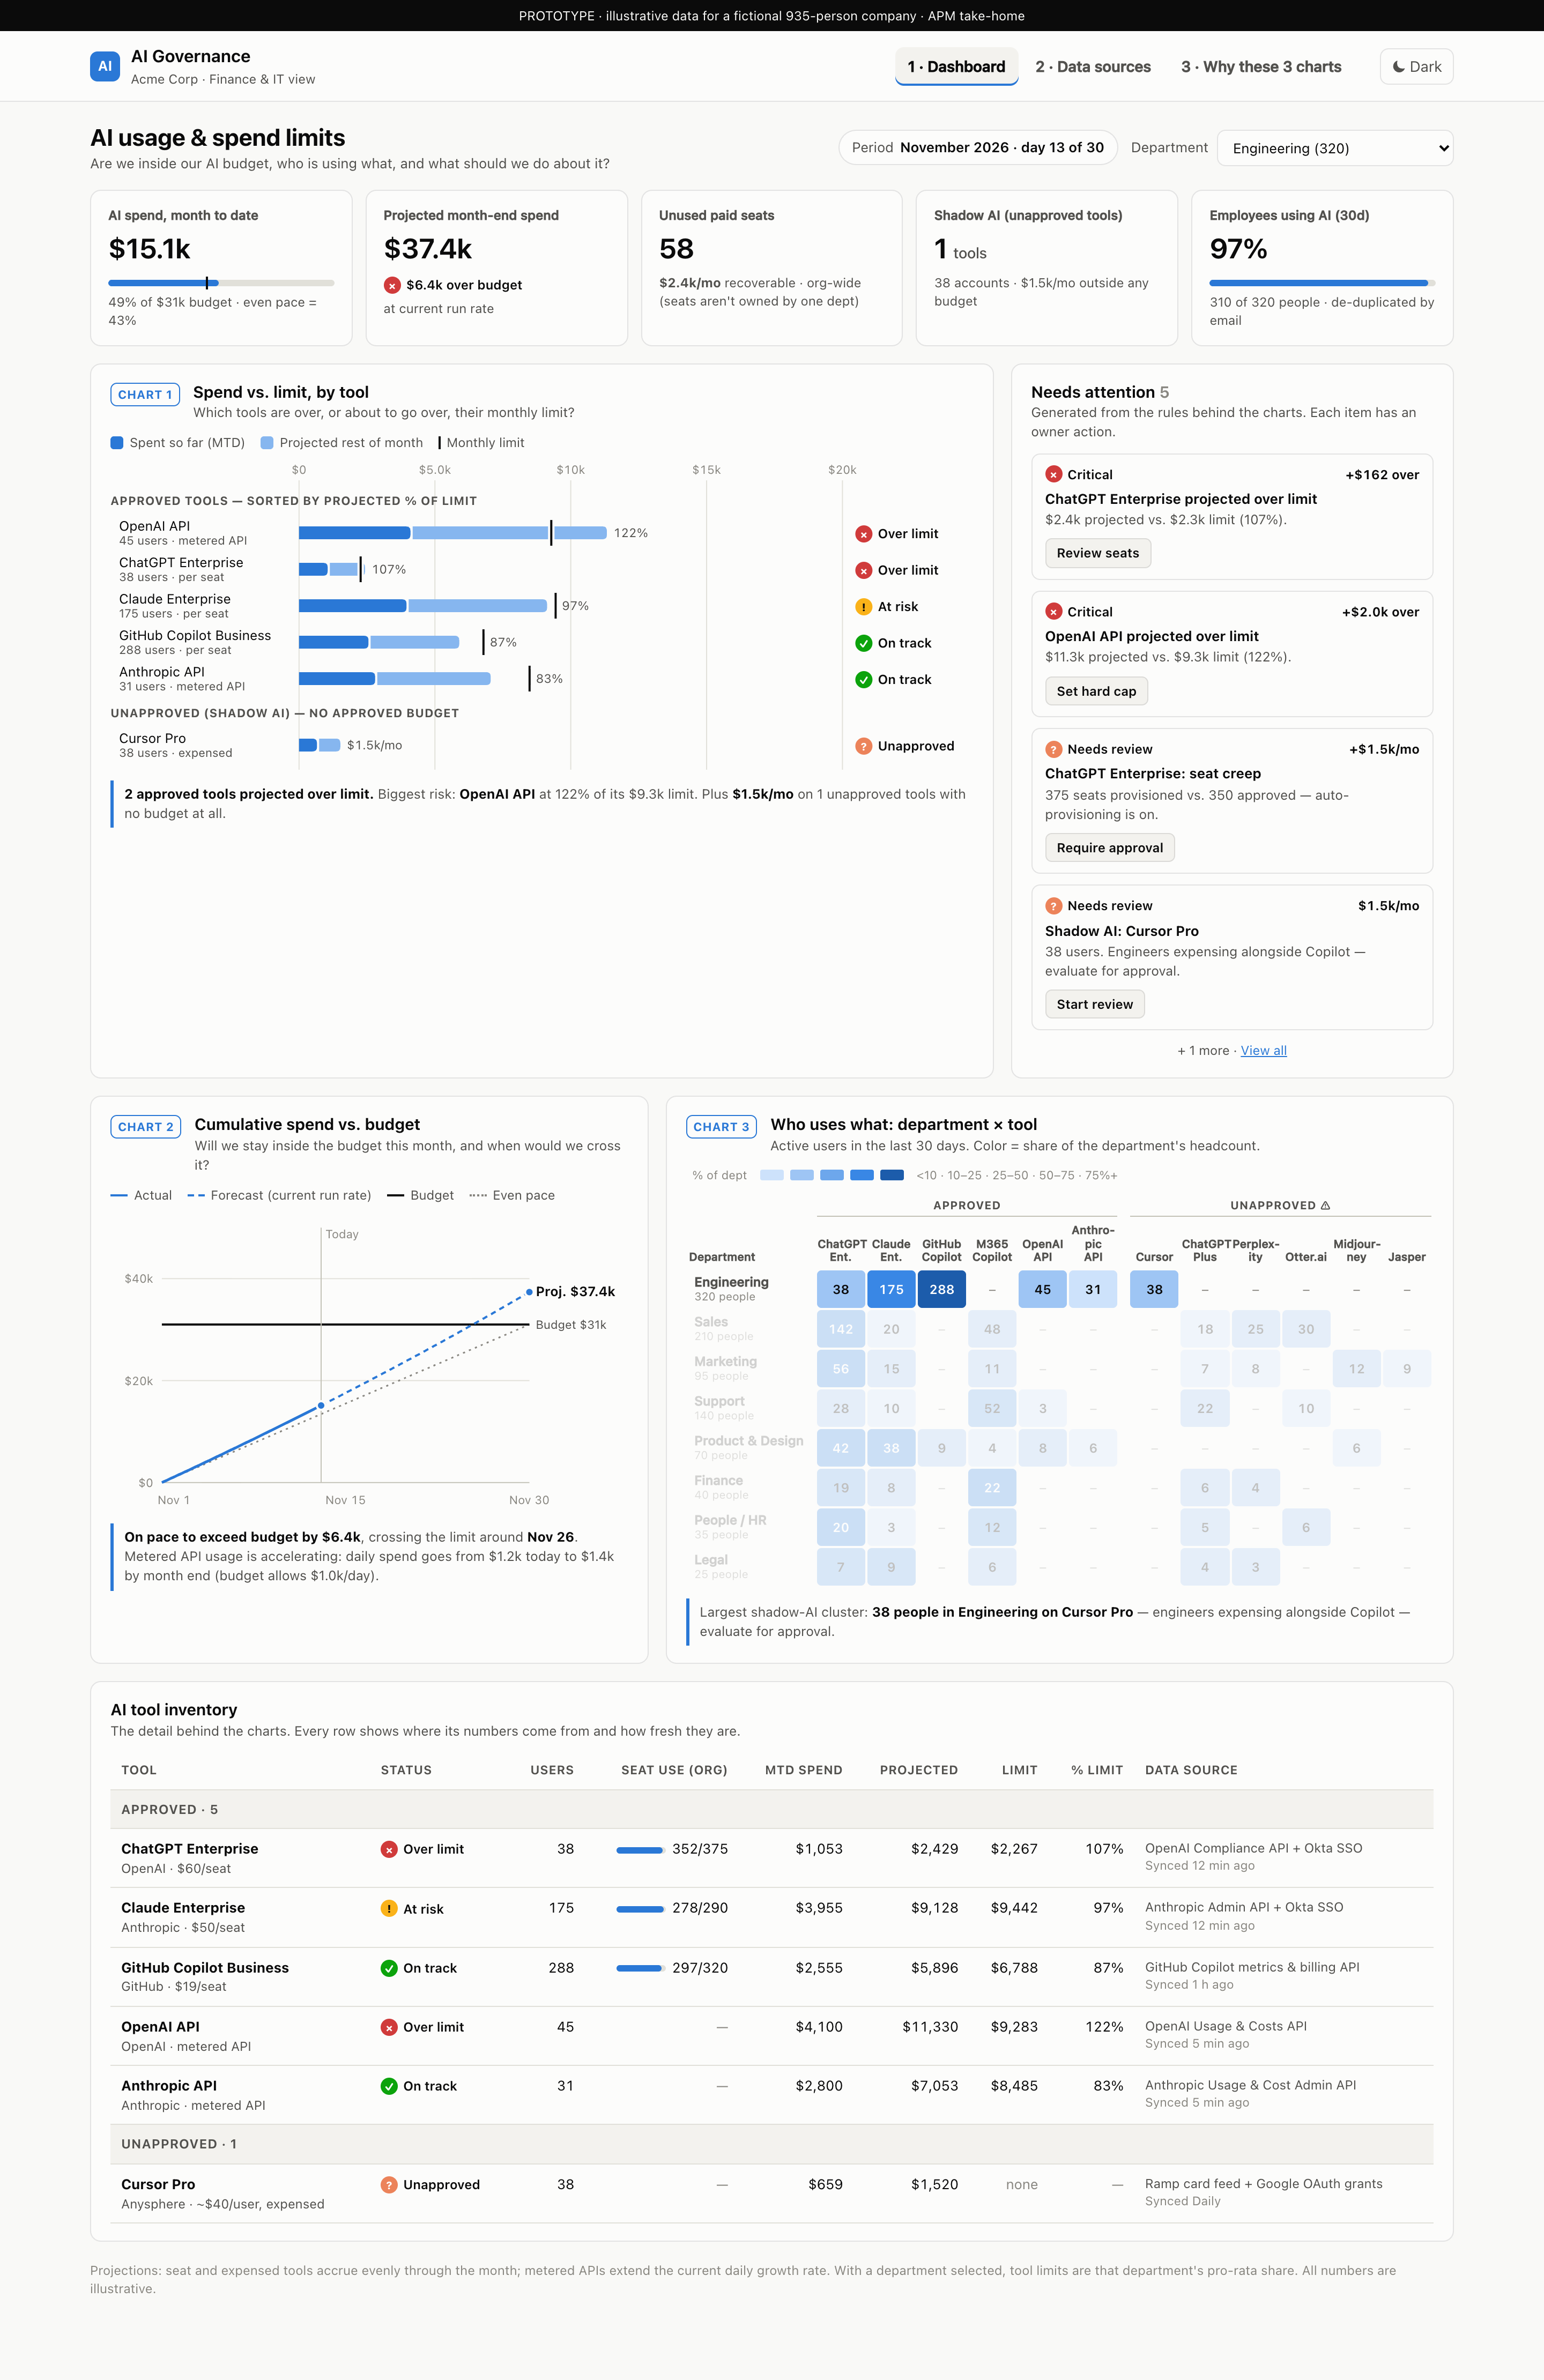 PROTOTYPE · illustrative data for a fictional 935-person company · APM take-home
AI
AI Governance
Acme Corp · Finance & IT view
1 · Dashboard
2 · Data sources
3 · Why these 3 charts
Dark
AI usage & spend limits
Are we inside our AI budget, who is using what, and what should we do about it?
Period November 2026 · day 13 of 30
Department
Engineering (320)
AI spend, month to date
$15.1k
49% of $31k budget · even pace =
43%
Projected month-end spend
$37.4k
× $6.4k over budget
at current run rate
Unused paid seats
58
$2.4k/mo recoverable · org-wide
(seats aren't owned by one dept)
Shadow AI (unapproved tools)
1 tools
38 accounts · $1.5k/mo outside any
budget
Employees using AI (30d)
97%
310 of 320 people · de-duplicated by
email
CHART 1
Spend vs. limit, by tool
Which tools are over, or about to go over, their monthly limit?
Spent so far (MTD)
Projected rest of month
Monthly limit
$0 $5.0k $10k $15k $20k
APPROVED TOOLS — SORTED BY PROJECTED % OF LIMIT
OpenAI API
45 users · metered API
122%
× Over limit
ChatGPT Enterprise
38 users · per seat
107%
× Over limit
Claude Enterprise
175 users · per seat
97%
! At risk
GitHub Copilot Business
288 users · per seat
87%
✓ On track
Anthropic API
31 users · metered API
83%
✓ On track
UNAPPROVED (SHADOW AI) — NO APPROVED BUDGET
Cursor Pro
38 users · expensed
$1.5k/mo
? Unapproved
2 approved tools projected over limit. Biggest risk: OpenAI API at 122% of its $9.3k limit. Plus $1.5k/mo on 1 unapproved tools with
no budget at all.
Needs attention 5
Generated from the rules behind the charts. Each item has an
owner action.
× Critical +$162 over
ChatGPT Enterprise projected over limit
$2.4k projected vs. $2.3k limit (107%).
Review seats
× Critical +$2.0k over
OpenAI API projected over limit
$11.3k projected vs. $9.3k limit (122%).
Set hard cap
? Needs review +$1.5k/mo
ChatGPT Enterprise: seat creep
375 seats provisioned vs. 350 approved — auto-
provisioning is on.
Require approval
? Needs review $1.5k/mo
Shadow AI: Cursor Pro
38 users. Engineers expensing alongside Copilot —
evaluate for approval.
Start review
+ 1 more · View all
CHART 2
Cumulative spend vs. budget
Will we stay inside the budget this month, and when would we cross
it?
Actual
Forecast (current run rate)
Budget
Even pace
Today
$40k
Proj. $37.4k
Budget $31k
$20k
$0
Nov 1 Nov 15 Nov 30
On pace to exceed budget by $6.4k, crossing the limit around Nov 26.
Metered API usage is accelerating: daily spend goes from $1.2k today to $1.4k
by month end (budget allows $1.0k/day).
CHART 3
Who uses what: department × tool
Active users in the last 30 days. Color = share of the department's headcount.
% of dept
<10 · 10–25 · 25–50 · 50–75 · 75%+
APPROVED
UNAPPROVED ⚠
Department
ChatGPT Ent.
Claude Ent.
GitHub Copilot
M365 Copilot
OpenAI API
Anthro-pic API
Cursor
ChatGPT Plus
Perplex-ity
Otter.ai
Midjour-ney
Jasper
Engineering 38 175 288 – 45 31 38 – – – – –
320 people
Sales 142 20 – 48 – – – 18 25 30 – –
210 people
Marketing 56 15 – 11 – – – 7 8 – 12 9
95 people
Support 28 10 – 52 3 – – 22 – 10 – –
140 people
Product & Design 42 38 9 4 8 6 – – – – 6 –
70 people
Finance 19 8 – 22 – – – 6 4 – – –
40 people
People / HR 20 3 – 12 – – – 5 – 6 – –
35 people
Legal 7 9 – 6 – – – 4 3 – – –
25 people
Largest shadow-AI cluster: 38 people in Engineering on Cursor Pro — engineers expensing alongside Copilot —
evaluate for approval.
AI tool inventory
The detail behind the charts. Every row shows where its numbers come from and how fresh they are.
TOOL STATUS USERS SEAT USE (ORG) MTD SPEND PROJECTED LIMIT % LIMIT DATA SOURCE
APPROVED · 5
ChatGPT Enterprise × Over limit 38 352/375 $1,053 $2,429 $2,267 107% OpenAI Compliance API + Okta SSO
OpenAI · $60/seat Synced 12 min ago
Claude Enterprise ! At risk 175 278/290 $3,955 $9,128 $9,442 97% Anthropic Admin API + Okta SSO
Anthropic · $50/seat Synced 12 min ago
GitHub Copilot Business ✓ On track 288 297/320 $2,555 $5,896 $6,788 87% GitHub Copilot metrics & billing API
GitHub · $19/seat Synced 1 h ago
OpenAI API × Over limit 45 — $4,100 $11,330 $9,283 122% OpenAI Usage & Costs API
OpenAI · metered API Synced 5 min ago
Anthropic API ✓ On track 31 — $2,800 $7,053 $8,485 83% Anthropic Usage & Cost Admin API
Anthropic · metered API Synced 5 min ago
UNAPPROVED · 1
Cursor Pro ? Unapproved 38 — $659 $1,520 none — Ramp card feed + Google OAuth grants
Anysphere · ~$40/user, expensed Synced Daily
Projections: seat and expensed tools accrue evenly through the month; metered APIs extend the current daily growth rate. With a department selected, tool limits are that department's pro-rata share. All numbers are
illustrative.